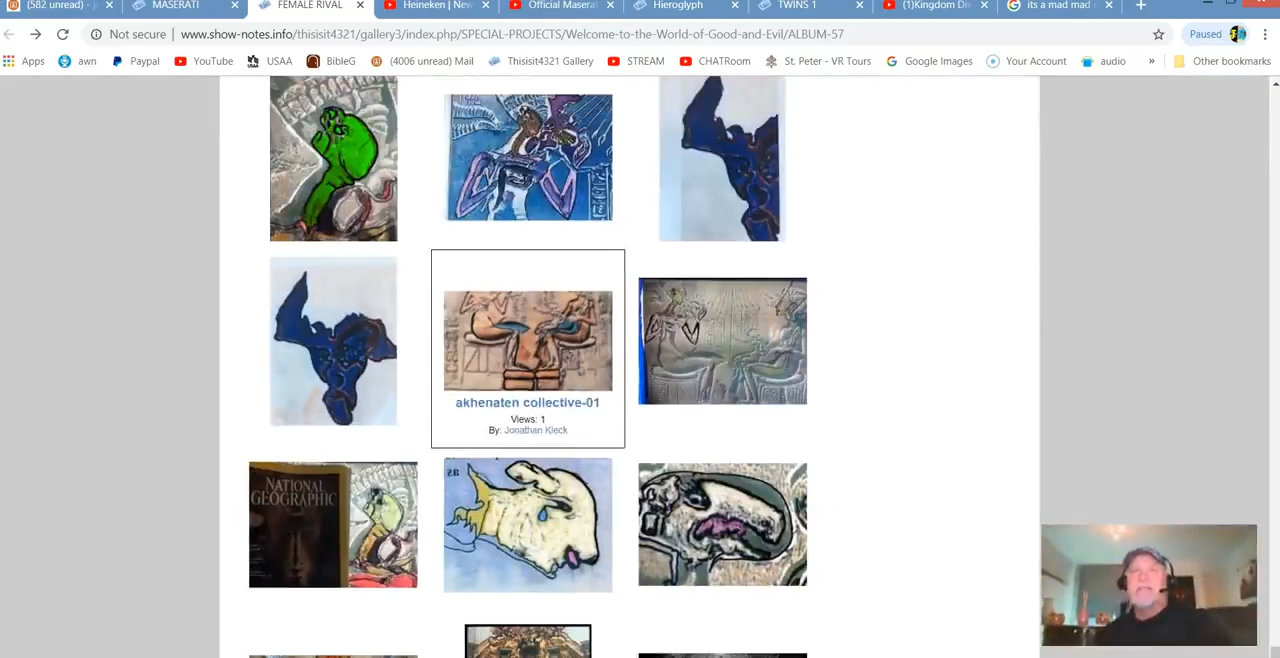 (582 unread) -
MASERATI
FEMALE RIVAL
Heineken | New
Official Maserat
Hieroglyph
TWINS 1
(1)Kingdom Div
its a mad mad
Not secure
www.show-notes.info/thisisit4321/gallery3/index.php/SPECIAL-PROJECTS/Welcome-to-the-World-of-Good-and-Evil/ALBUM-57
Paused
Apps
awn
Paypal
YouTube
USAA
BibleG
(4006 unread) Mail
Thisisit4321 Gallery
STREAM
CHATRoom
St. Peter - VR Tours
Google Images
Your Account
audio
»
Other bookmarks
akhenaten collective-01
Views: 1
By: Jonathan Kleck
NATIONAL
GEOGRAPHIC